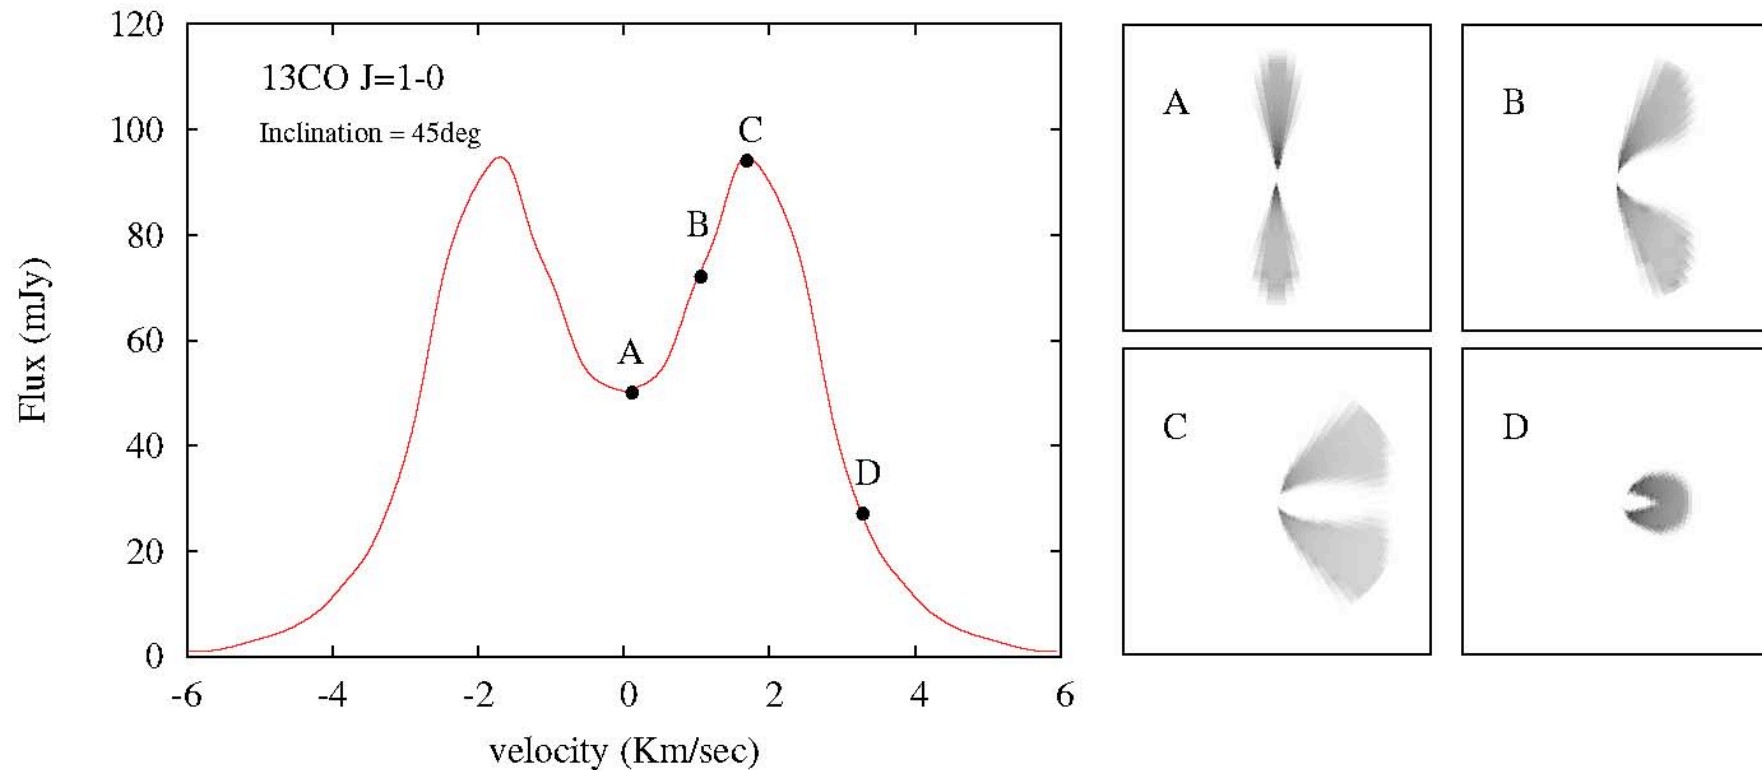 120
100
80
60
40
20
0
Flux (mJy)
13CO J=1-0
Inclination = 45deg
A
B
C
D
-6
-4
-2
0
2
4
6
velocity (Km/sec)
A
B
C
D